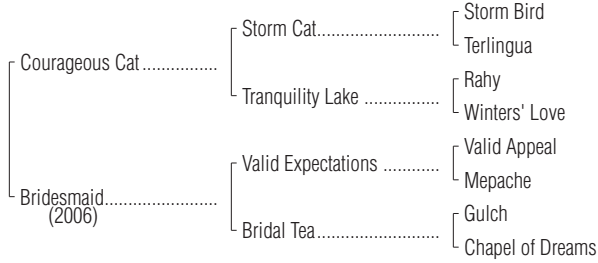 Storm Bird
Storm Cat..............................
Terlingua
Courageous Cat ................
Rahy
Tranquility Lake ..................
Winters' Love
Valid Appeal
Valid Expectations .............
Mepache
Bridesmaid........................
(2006)
Gulch
Bridal Tea..............................
Chapel of Dreams